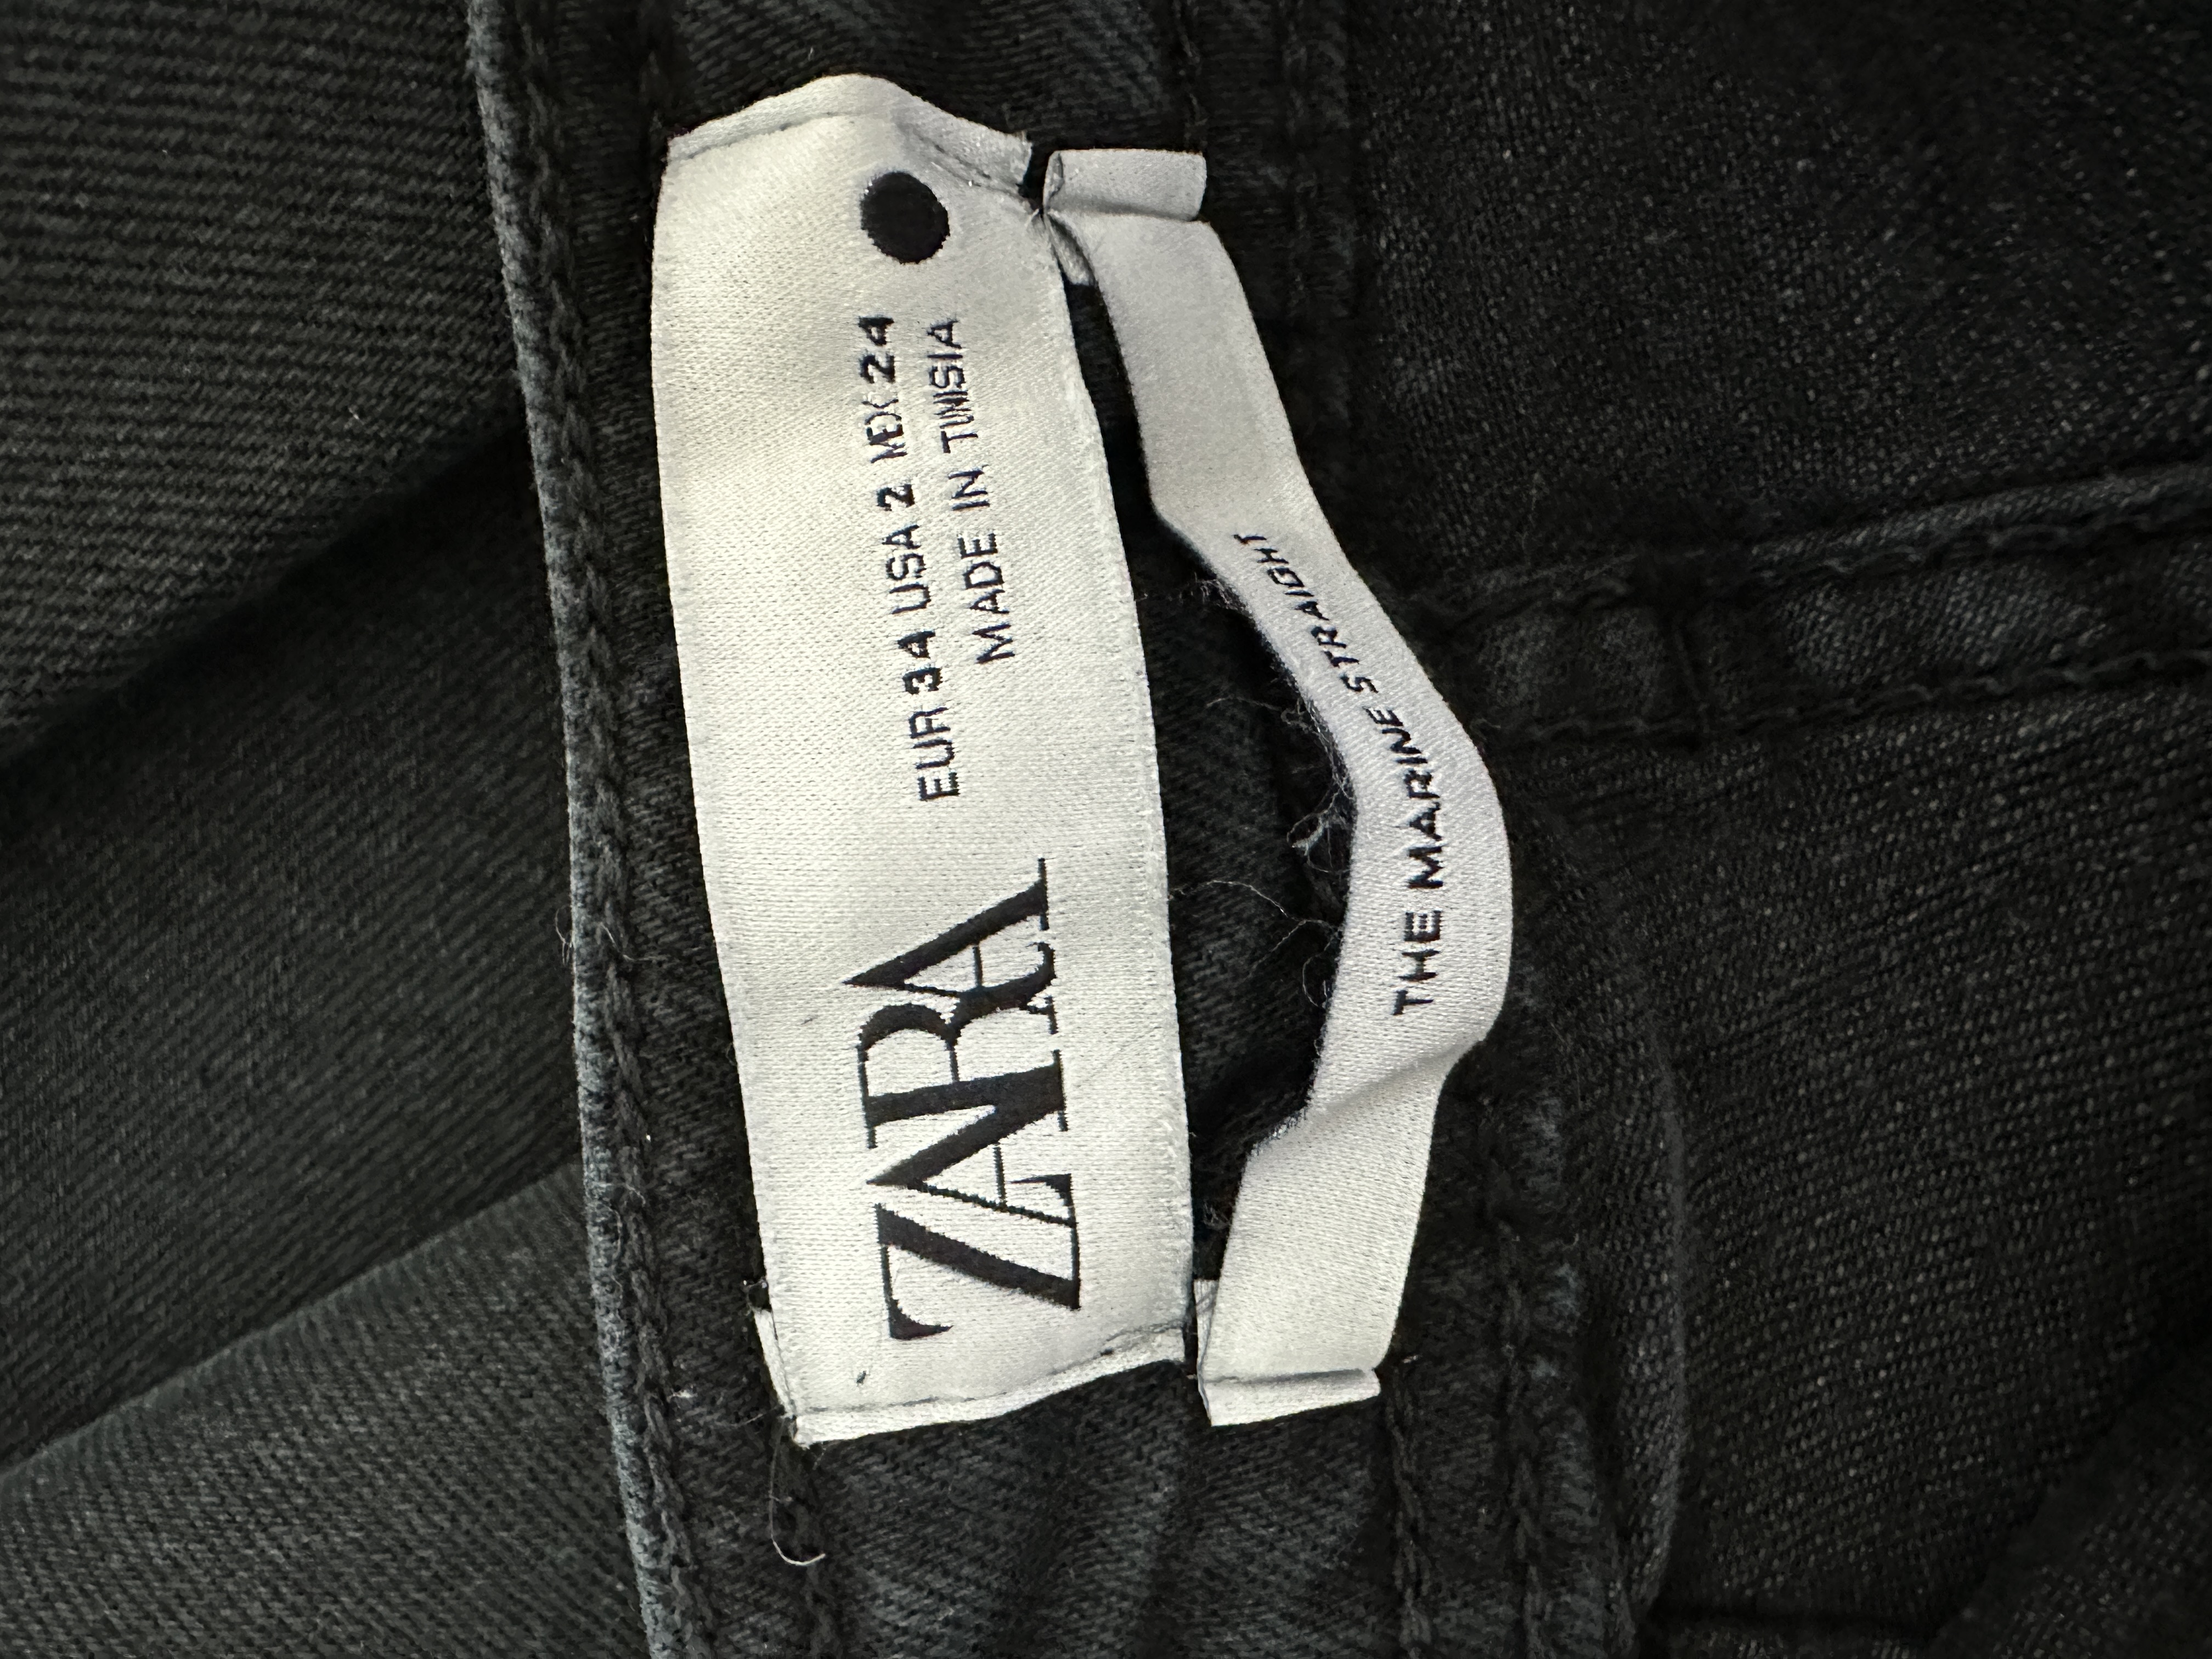 ZARA
EUR 34 USA 2 MEX 24
MADE IN TUNISIA
THE MARINE STRAIGHT